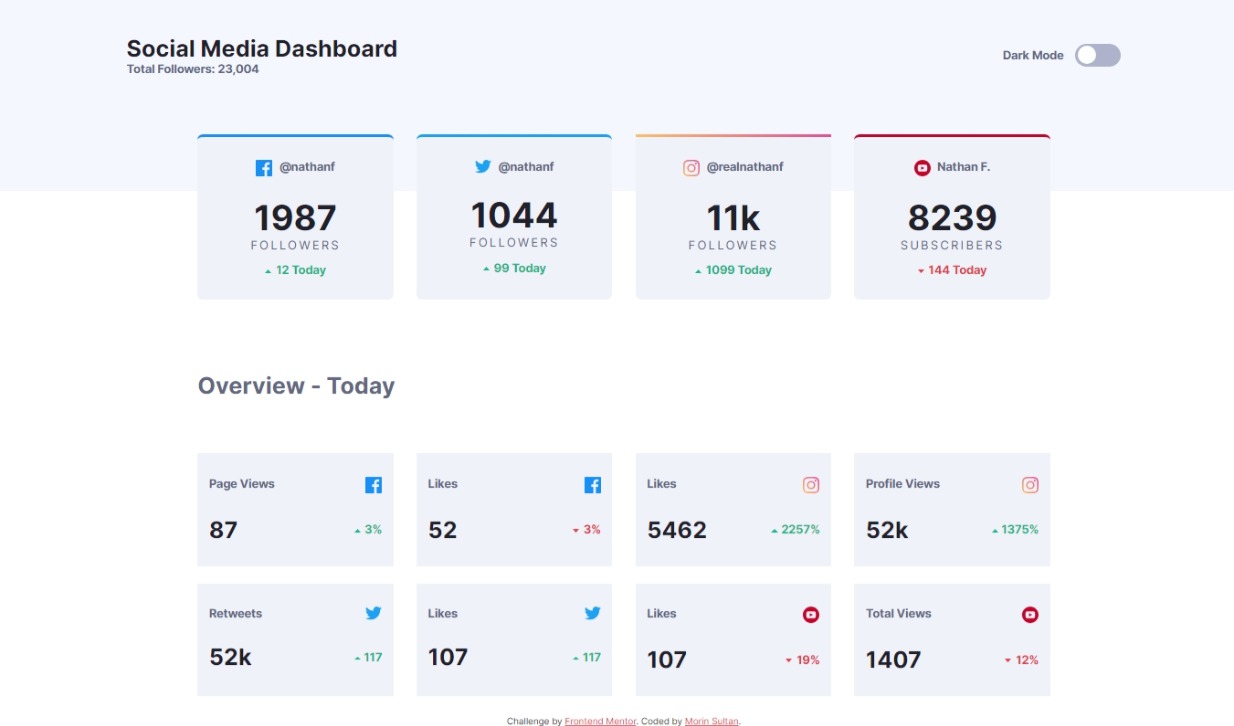 Social Media Dashboard
Total Followers: 23,004
Dark Mode
@nathanf
1987
FOLLOWERS
12 Today
@nathanf
1044
FOLLOWERS
99 Today
@realnathanf
11k
FOLLOWERS
1099 Today
Nathan F.
8239
SUBSCRIBERS
144 Today
Overview - Today
Page Views
87
3%
Likes
52
3%
Likes
5462
2257%
Profile Views
52k
1375%
Retweets
52k
117
Likes
107
117
Likes
107
19%
Total Views
1407
12%
Challenge by Frontend Mentor. Coded by Morin Sultan.